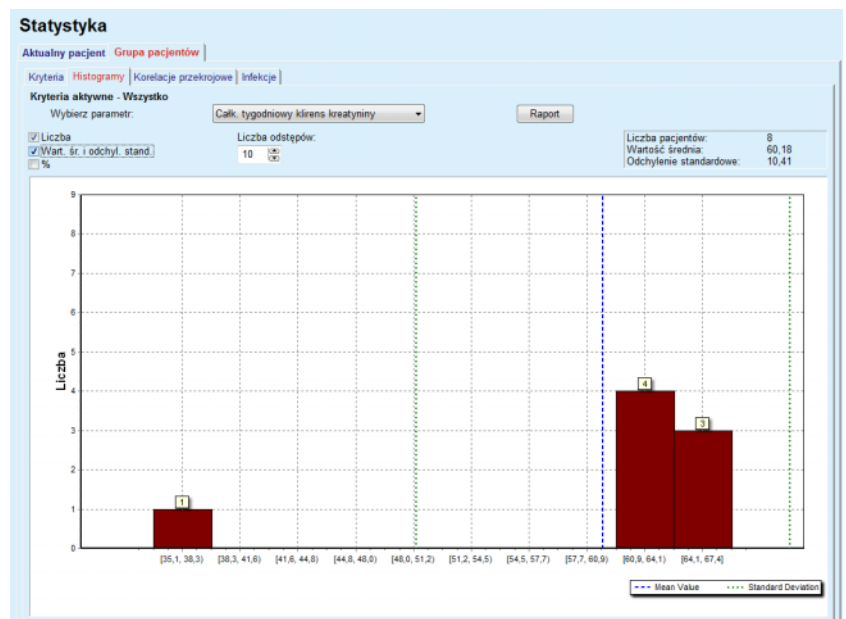 Statystyka
Aktualny pacjent Grupa pacjentów
Kryteria Histogramy Korelacje przekrojowe Infekcje
Kryteria aktywne - Wszystko
Wybierz parametr: Całk. tygodniowy klirens kreatyniny Raport
Liczba Liczba odstępów: Liczba pacjentów: 8
Wart. śr. i odchyl. stand. 10 Wartość średnia: 60,18
% Odchylenie standardowe: 10,41
9
8
7
6
5
4
3
2
1
0
Liczba
1
4
3
[35,1, 38,3) [38,3, 41,6) [41,6, 44,8) [44,8, 48,0) [48,0, 51,2) [51,2, 54,5) [54,5, 57,7) [57,7, 60,9) [60,9, 64,1) [64,1, 67,4]
Mean Value Standard Deviation